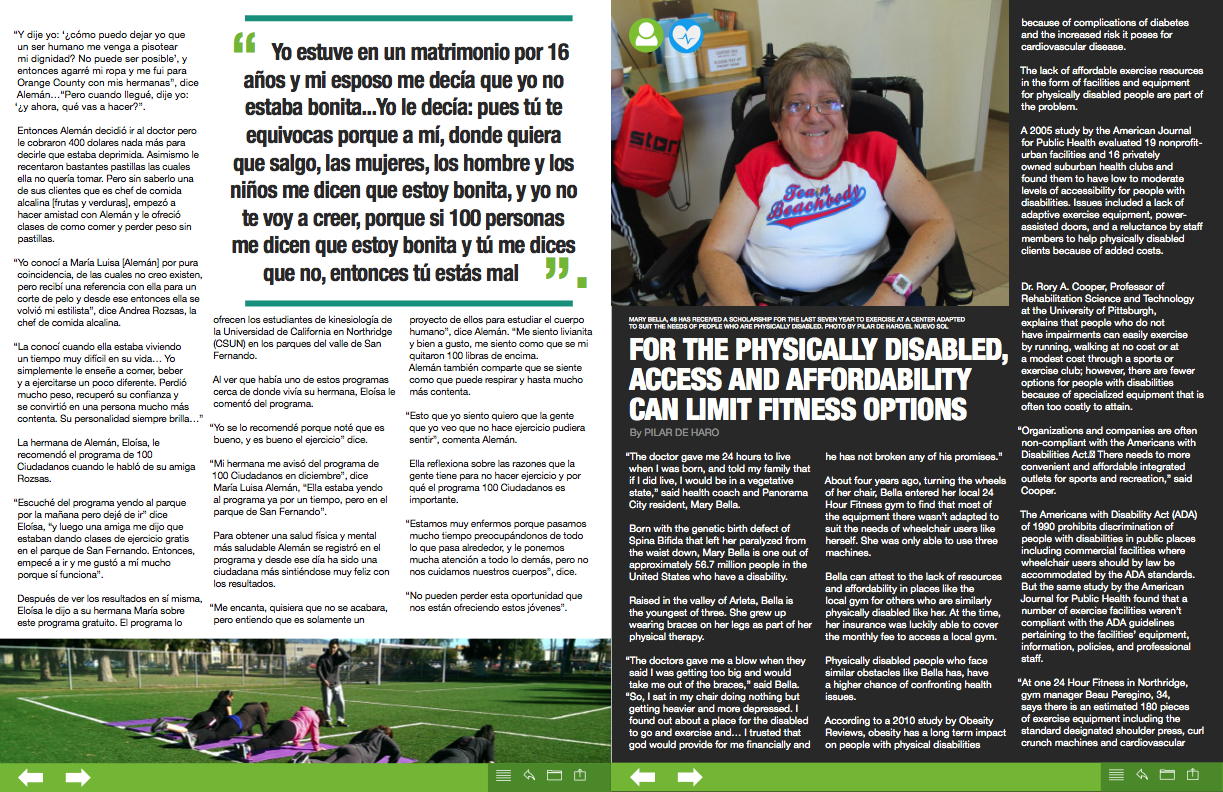 “Y dije yo: ‘¿cómo puedo dejar yo que
un ser humano me venga a pisotear
mi dignidad? No puede ser posible’, y
entonces agarré mi ropa y me fui para
Orange County con mis hermanas”, dice
Alemán…“Pero cuando llegué, dije yo:
‘¿y ahora, qué vas a hacer?”.
Entonces Alemán decidió ir al doctor pero
le cobraron 400 dolares nada más para
decirle que estaba deprimida. Asimismo le
recentaron bastantes pastillas las cuales
ella no quería tomar. Pero sin saberlo una
de sus clientes que es chef de comida
alcalina [frutas y verduras], empezó a
hacer amistad con Alemán y le ofreció
clases de como comer y perder peso sin
pastillas.
“Yo conocí a María Luisa [Alemán] por pura
coincidencia, de las cuales no creo existen,
pero recibí una referencia con ella para un
corte de pelo y desde ese entonces ella se
volvió mi estilista”, dice Andrea Rozsas, la
chef de comida alcalina.
“La conocí cuando ella estaba viviendo
un tiempo muy difícil en su vida… Yo
simplemente le enseñe a comer, beber
y a ejercitarse un poco diferente. Perdió
mucho peso, recuperó su confianza y
se convirtió en una persona mucho más
contenta. Su personalidad siempre brilla…”
La hermana de Alemán, Eloísa, le
recomendó el programa de 100
Ciudadanos cuando le habló de su amiga
Rozsas.
“Escuché del programa yendo al parque
por la mañana pero dejé de ir” dice
Eloísa, “y luego una amiga me dijo que
estaban dando clases de ejercicio gratis
en el parque de San Fernando. Entonces,
empecé a ir y me gustó a mí mucho
porque sí funciona”.
Después de ver los resultados en sí misma,
Eloísa le dijo a su hermana María sobre
este programa gratuito. El programa lo
“ Yo estuve en un matrimonio por 16
años y mi esposo me decía que yo no
estaba bonita...Yo le decía: pues tú te
equivocas porque a mí, donde quiera
que salgo, las mujeres, los hombre y los
niños me dicen que estoy bonita, y yo no
te voy a creer, porque si 100 personas
me dicen que estoy bonita y tú me dices
que no, entonces tú estás mal ”.
ofrecen los estudiantes de kinesiología de
la Universidad de California en Northridge
(CSUN) en los parques del valle de San
Fernando.
Al ver que había uno de estos programas
cerca de donde vivía su hermana, Eloísa le
comentó del programa.
“Yo se lo recomendé porque noté que es
bueno, y es bueno el ejercicio” dice.
“Mi hermana me avisó del programa de
100 Ciudadanos en diciembre”, dice
María Luisa Alemán, “Ella estaba yendo
al programa ya por un tiempo, pero en el
parque de San Fernando”.
Para obtener una salud física y mental
más saludable Alemán se registró en el
programa y desde ese día ha sido una
ciudadana más sintiéndose muy feliz con
los resultados.
“Me encanta, quisiera que no se acabara,
pero entiendo que es solamente un
proyecto de ellos para estudiar el cuerpo
humano”, dice Alemán. “Me siento livianita
y bien a gusto, me siento como que se mi
quitaron 100 libras de encima.
Alemán también comparte que se siente
como que puede respirar y hasta mucho
más contenta.
“Esto que yo siento quiero que la gente
que yo veo que no hace ejercicio pudiera
sentir”, comenta Alemán.
Ella reflexiona sobre las razones que la
gente tiene para no hacer ejercicio y por
qué el programa 100 Ciudadanos es
importante.
“Estamos muy enfermos porque pasamos
mucho tiempo preocupándonos de todo
lo que pasa alrededor, y le ponemos
mucha atención a todo lo demás, pero no
nos cuidamos nuestros cuerpos”, dice.
“No pueden perder esta oportunidad que
nos están ofreciendo estos jóvenes”.
star
Team
Beachbody
MARY BELLA, 48 HAS RECEIVED A SCHOLARSHIP FOR THE LAST SEVEN YEAR TO EXERCISE AT A CENTER ADAPTED
TO SUIT THE NEEDS OF PEOPLE WHO ARE PHYSICALLY DISABLED. PHOTO BY PILAR DE HARO/EL NUEVO SOL
FOR THE PHYSICALLY DISABLED,
ACCESS AND AFFORDABILITY
CAN LIMIT FITNESS OPTIONS
By PILAR DE HARO
“The doctor gave me 24 hours to live
when I was born, and told my family that
if I did live, I would be in a vegetative
state,” said health coach and Panorama
City resident, Mary Bella.
Born with the genetic birth defect of
Spina Bifida that left her paralyzed from
the waist down, Mary Bella is one out of
approximately 56.7 million people in the
United States who have a disability.
Raised in the valley of Arleta, Bella is
the youngest of three. She grew up
wearing braces on her legs as part of her
physical therapy.
“The doctors gave me a blow when they
said I was getting too big and would
take me out of the braces,” said Bella.
“So, I sat in my chair doing nothing but
getting heavier and more depressed. I
found out about a place for the disabled
to go and exercise and… I trusted that
god would provide for me financially and
he has not broken any of his promises.”
About four years ago, turning the wheels
of her chair, Bella entered her local 24
Hour Fitness gym to find that most of
the equipment there wasn’t adapted to
suit the needs of wheelchair users like
herself. She was only able to use three
machines.
Bella can attest to the lack of resources
and affordability in places like the
local gym for others who are similarly
physically disabled like her. At the time,
her insurance was luckily able to cover
the monthly fee to access a local gym.
Physically disabled people who face
similar obstacles like Bella has, have
a higher chance of confronting health
issues.
According to a 2010 study by Obesity
Reviews, obesity has a long term impact
on people with physical disabilities
because of complications of diabetes
and the increased risk it poses for
cardiovascular disease.
The lack of affordable exercise resources
in the form of facilities and equipment
for physically disabled people are part of
the problem.
A 2005 study by the American Journal
for Public Health evaluated 19 nonprofit-
urban facilities and 16 privately
owned suburban health clubs and
found them to have low to moderate
levels of accessibility for people with
disabilities. Issues included a lack of
adaptive exercise equipment, power-
assisted doors, and a reluctance by staff
members to help physically disabled
clients because of added costs.
Dr. Rory A. Cooper, Professor of
Rehabilitation Science and Technology
at the University of Pittsburgh,
explains that people who do not
have impairments can easily exercise
by running, walking at no cost or at
a modest cost through a sports or
exercise club; however, there are fewer
options for people with disabilities
because of specialized equipment that is
often too costly to attain.
“Organizations and companies are often
non-compliant with the Americans with
Disabilities Act. There needs to more
convenient and affordable integrated
outlets for sports and recreation,” said
Cooper.
The Americans with Disability Act (ADA)
of 1990 prohibits discrimination of
people with disabilities in public places
including commercial facilities where
wheelchair users should by law be
accommodated by the ADA standards.
But the same study by the American
Journal for Public Health found that a
number of exercise facilities weren’t
compliant with the ADA guidelines
pertaining to the facilities’ equipment,
information, policies, and professional
staff.
“At one 24 Hour Fitness in Northridge,
gym manager Beau Peregino, 34,
says there is an estimated 180 pieces
of exercise equipment including the
standard designated shoulder press, curl
crunch machines and cardiovascular